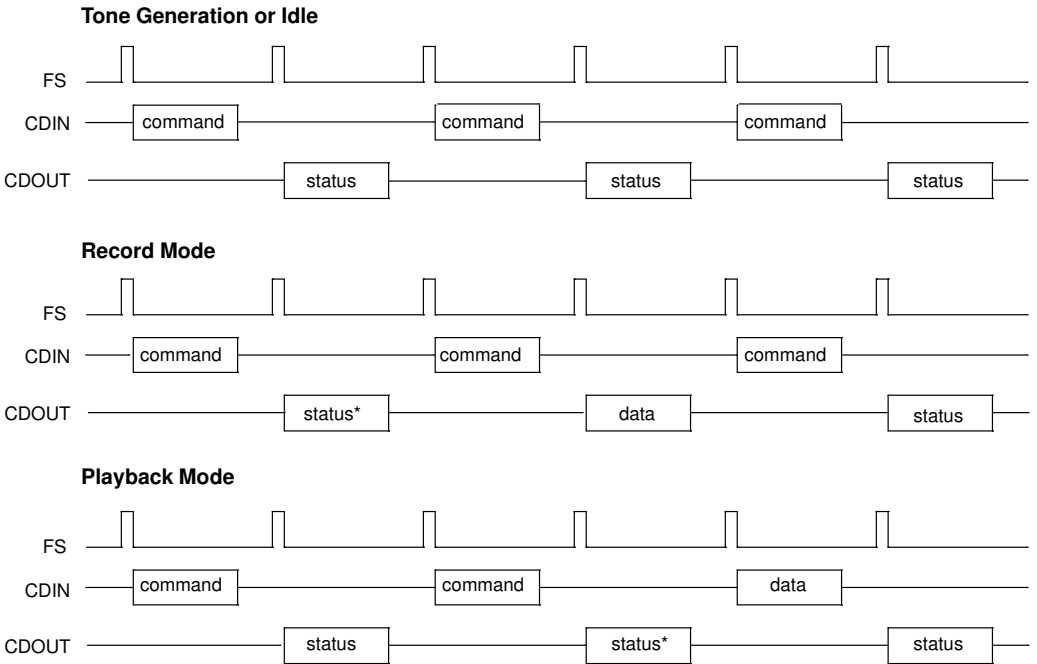 Tone Generation or Idle
FS
CDIN command command command
CDOUT status status status
Record Mode
FS
CDIN command command command
CDOUT status* data status
Playback Mode
FS
CDIN command command data
CDOUT status status* status